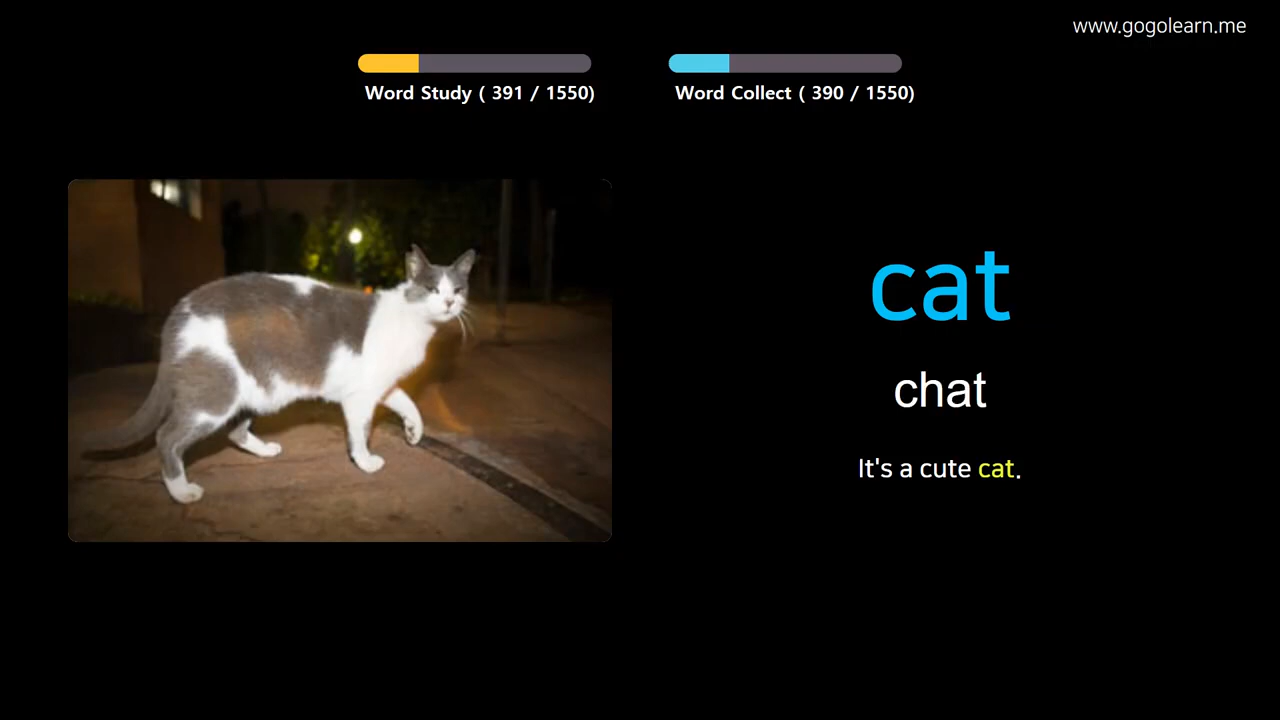 www.gogolearn.me
Word Study ( 391 / 1550)
Word Collect ( 390 / 1550)
cat
chat
It's a cute cat.